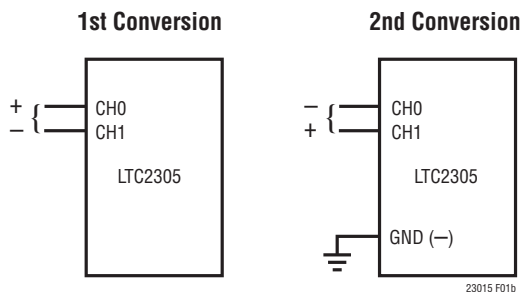 1st Conversion
+ { CH0
− CH1
LTC2305
2nd Conversion
− { CH0
+ CH1
LTC2305
GND (–)
23015 F01b